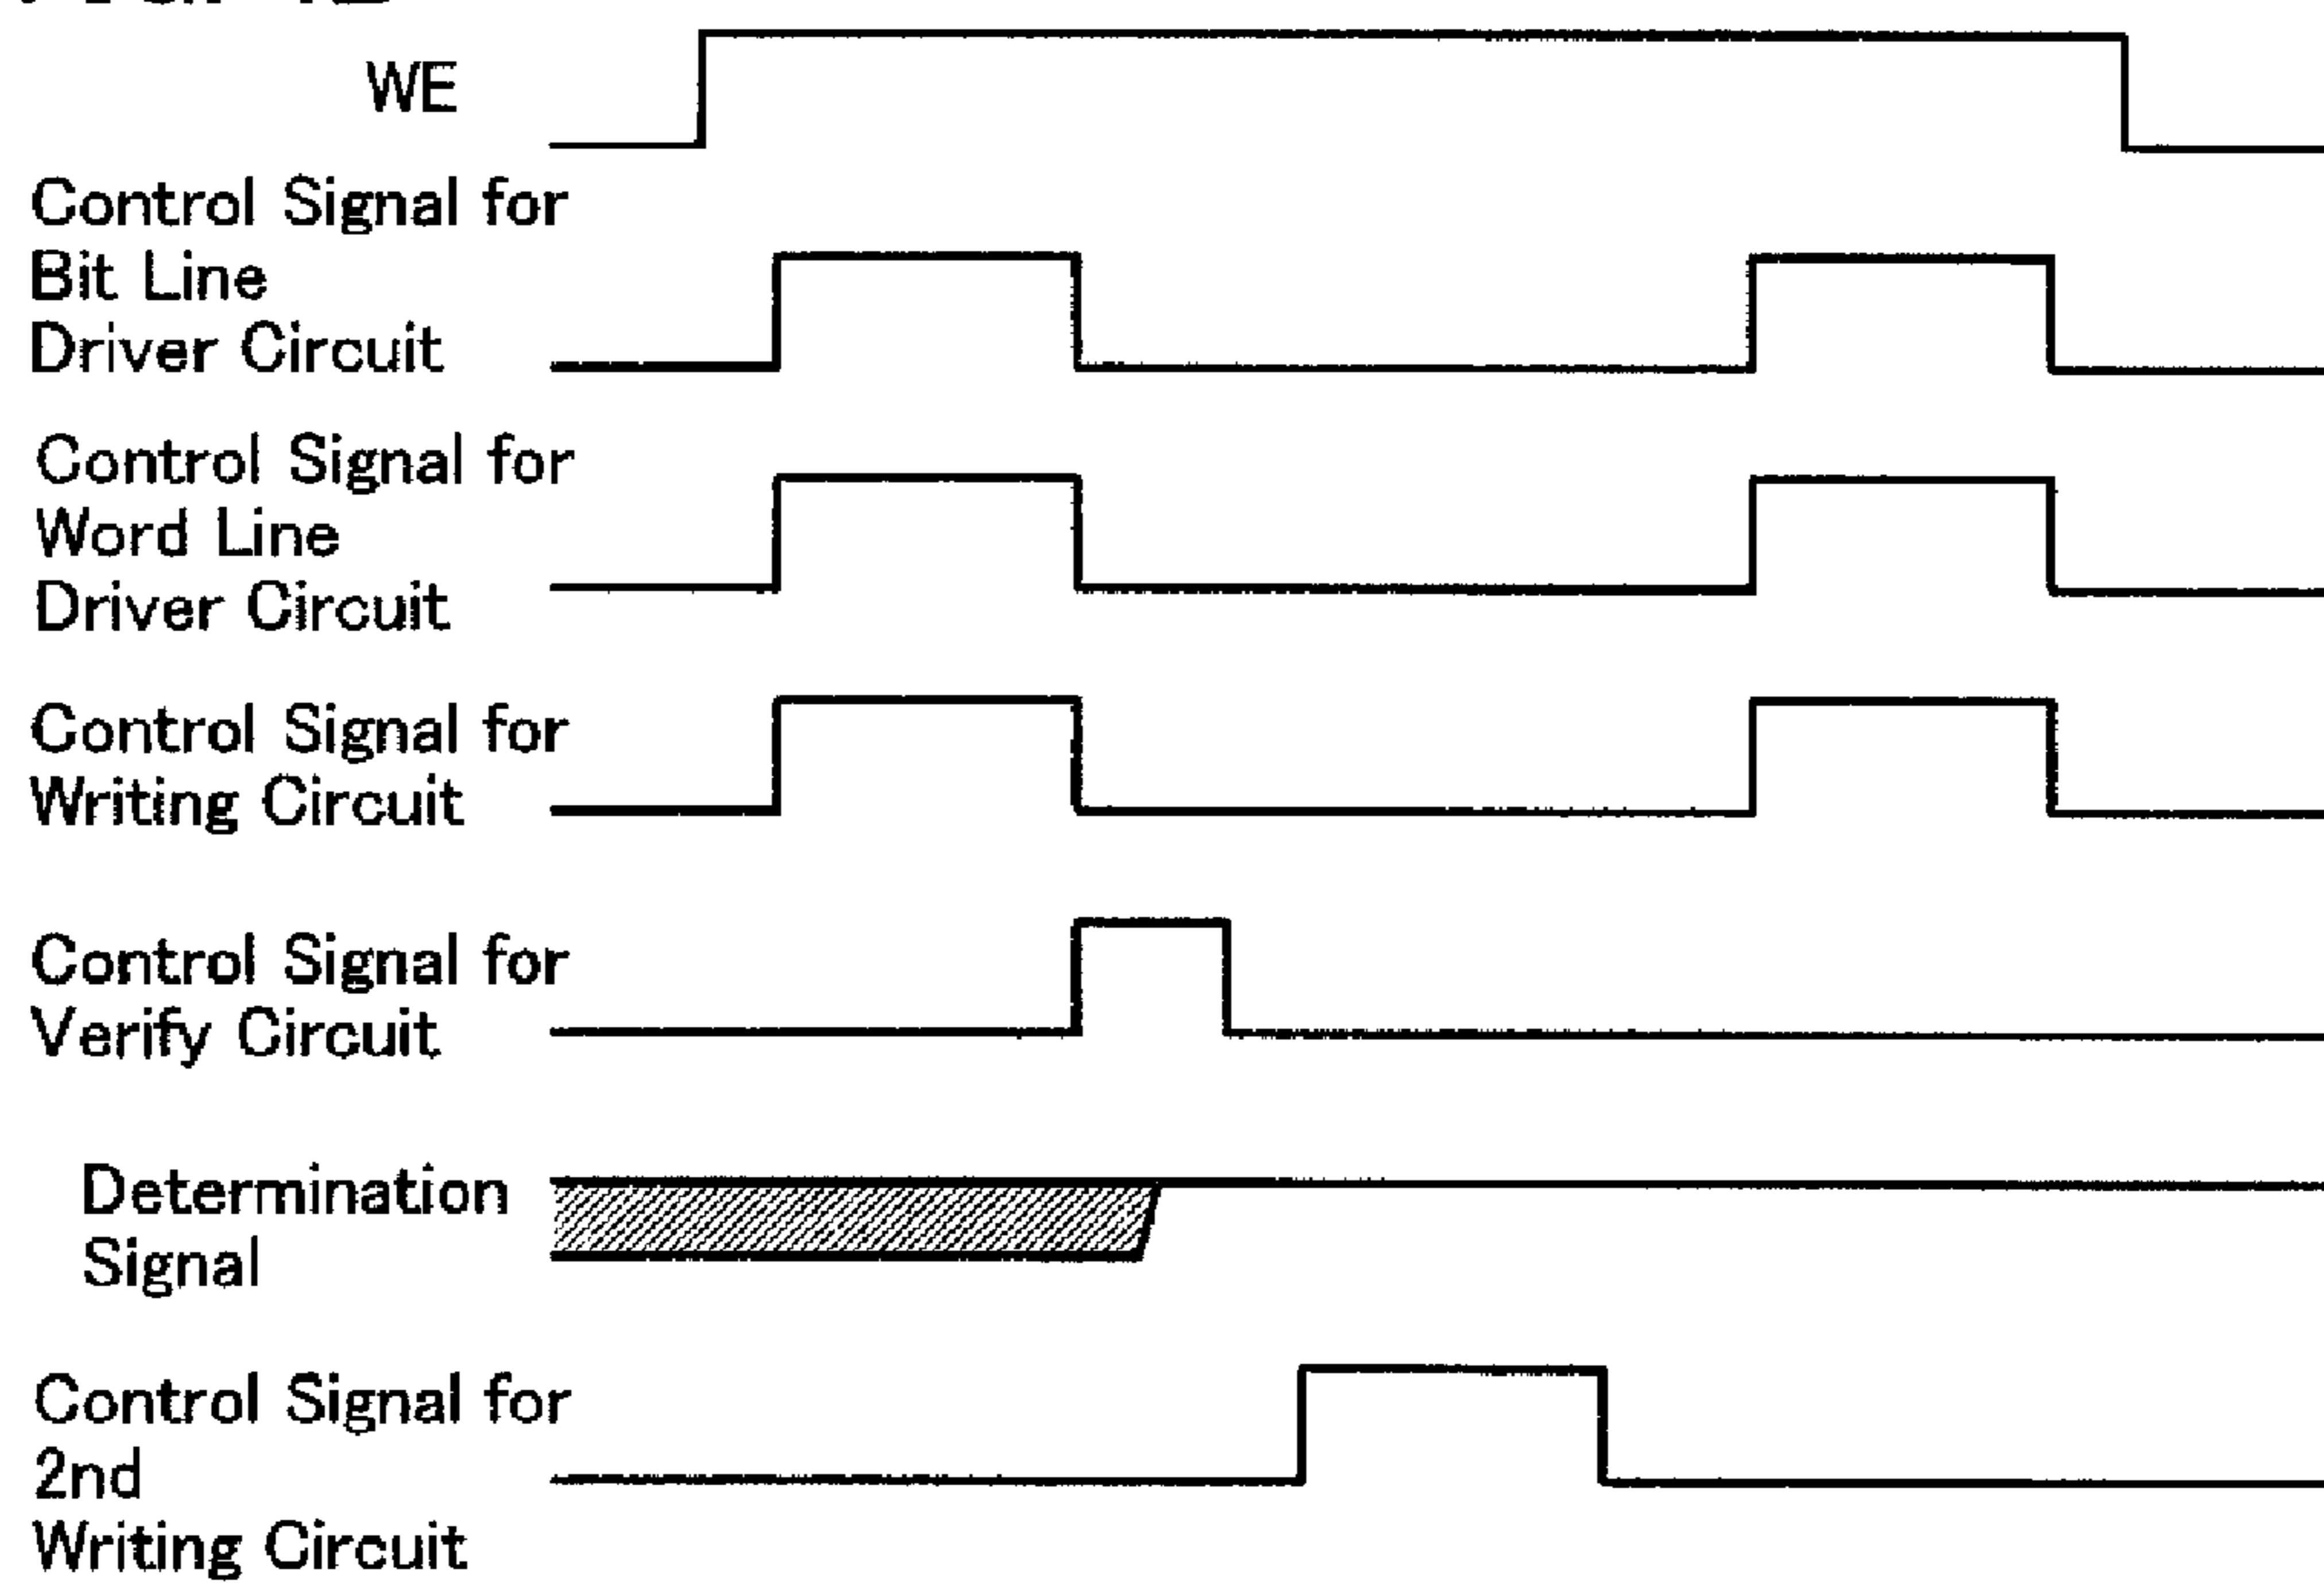 WE
Control Signal for
Bit Line
Driver Circuit
Control Signal for
Word Line
Driver Circuit
Control Signal for
Writing Circuit
Control Signal for
Verify Circuit
Determination
Signal
Control Signal for
2nd
Writing Circuit